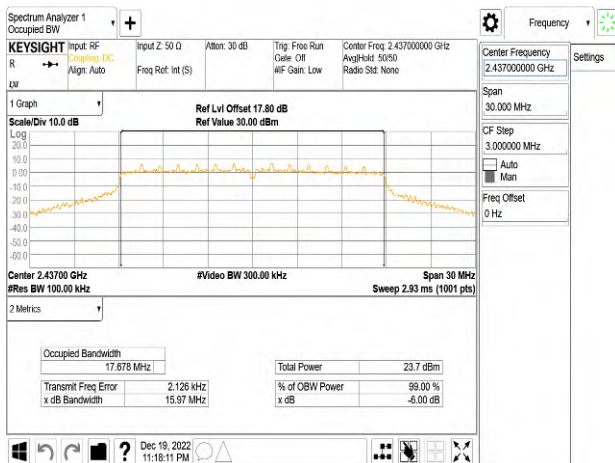 Spectrum Analyzer 1
Occupied BW
Frequency
KEYSIGHT Input: RF Input Z: 50 Ω Atten: 30 dB Trig: Free Run Center Freq: 2.437000000 GHz
Coupling: DC Gate: Off Avg|Hold: 50/50
R Align: Auto Freq Ref: Int (S) #IF Gain: Low Radio Std: None
Center Frequency
2.437000000 GHz
Settings
Span
30.000 MHz
CF Step
3.000000 MHz
Auto
Man
Freq Offset
0 Hz
1 Graph
Ref Lvl Offset 17.80 dB
Scale/Div 10.0 dB Ref Value 30.00 dBm
Log
20.0
10.0
0.00
-10.0
-20.0
-30.0
-40.0
-50.0
-60.0
Center 2.43700 GHz #Video BW 300.00 kHz Span 30 MHz
#Res BW 100.00 kHz Sweep 2.93 ms (1001 pts)
2 Metrics
Occupied Bandwidth
17.678 MHz Total Power 23.7 dBm
Transmit Freq Error 2.126 kHz % of OBW Power 99.00 %
x dB Bandwidth 15.97 MHz x dB -6.00 dB
Dec 19, 2022
11:18:11 PM